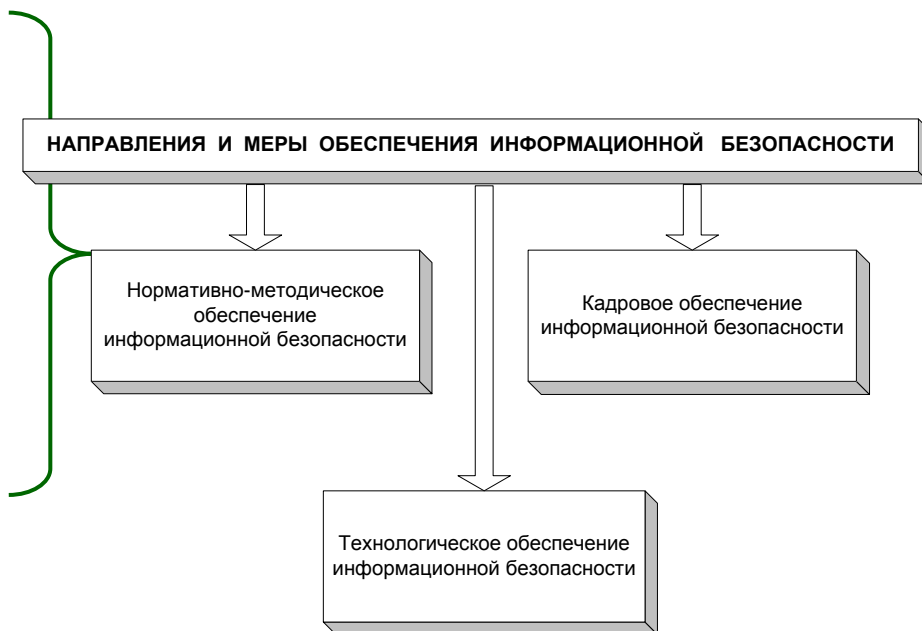 НАПРАВЛЕНИЯ И МЕРЫ ОБЕСПЕЧЕНИЯ ИНФОРМАЦИОННОЙ БЕЗОПАСНОСТИ
Нормативно-методическое
обеспечение
информационной безопасности
Кадровое обеспечение
информационной безопасности
Технологическое обеспечение
информационной безопасности